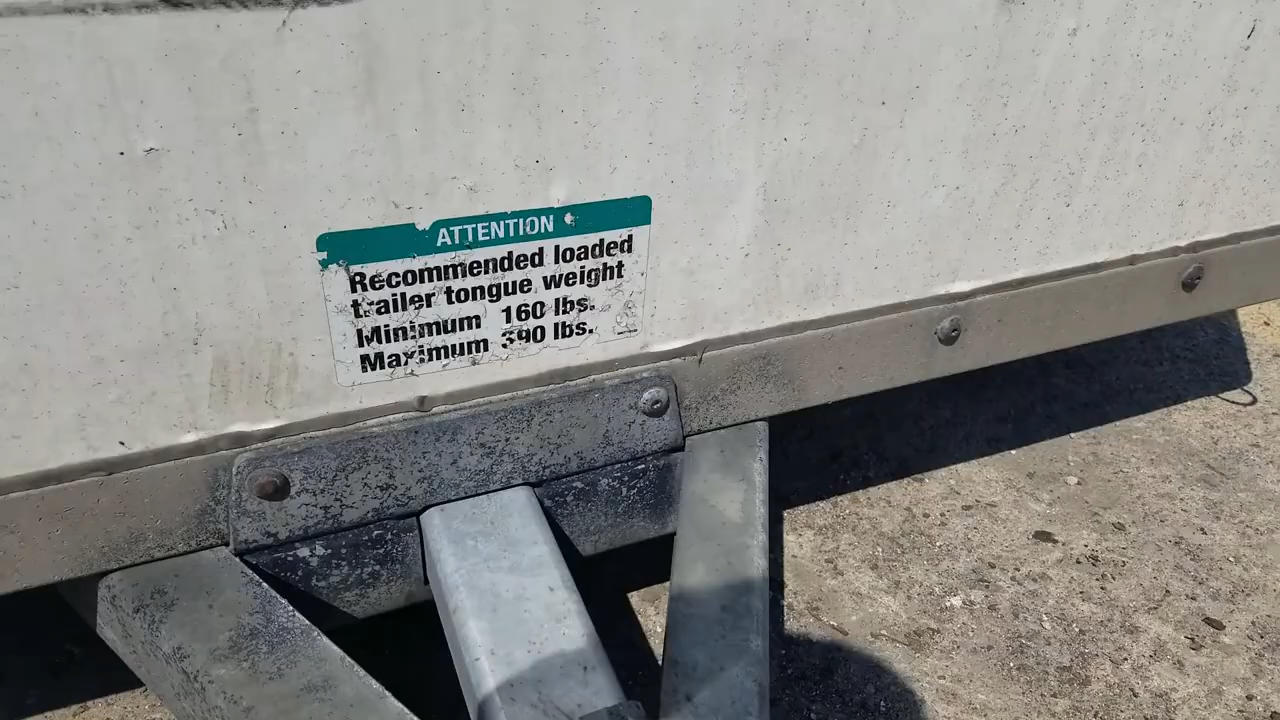 ATTENTION
Recommended loaded
trailer tongue weight
Minimum 160 lbs.
Maximum 390 lbs.